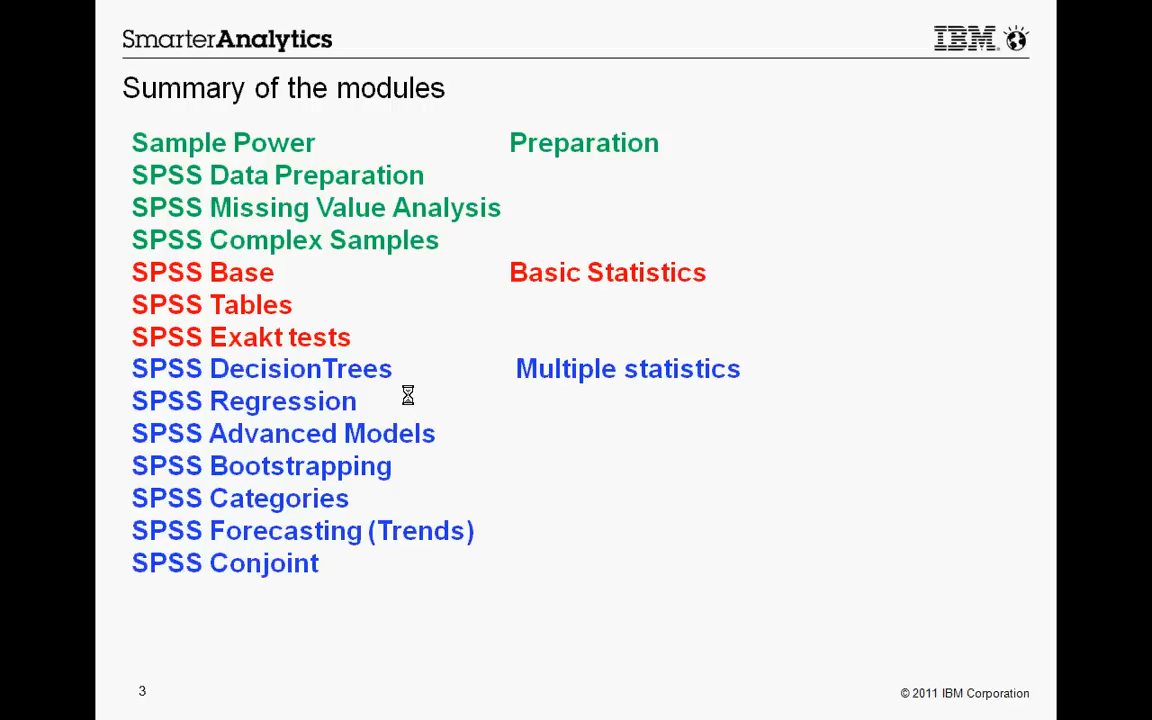 SmarterAnalytics
IBM
Summary of the modules
Sample Power Preparation
SPSS Data Preparation
SPSS Missing Value Analysis
SPSS Complex Samples
SPSS Base Basic Statistics
SPSS Tables
SPSS Exakt tests
SPSS DecisionTrees Multiple statistics
SPSS Regression
SPSS Advanced Models
SPSS Bootstrapping
SPSS Categories
SPSS Forecasting (Trends)
SPSS Conjoint
3
© 2011 IBM Corporation